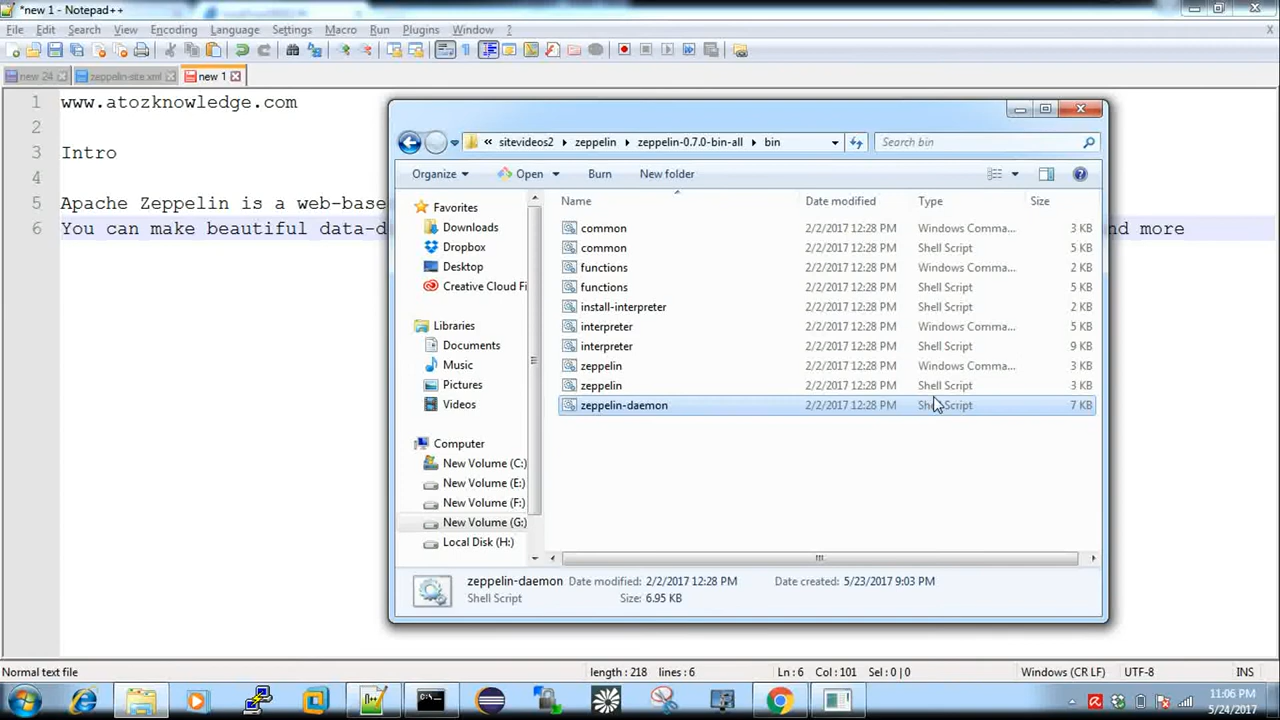 *new 1 - Notepad++
File Edit Search View Encoding Language Settings Macro Run Plugins Window ? X
new 24 zeppelin-site.xml new 1
1 www.atozknowledge.com
2
3 Intro
4
5 Apache Zeppelin is a web-base
6 You can make beautiful data-d nd more
sitevideos2 zeppelin zeppelin-0.7.0-bin-all bin Search bin
Organize Open Burn New folder
Name Date modified Type Size
Favorites
Downloads
Dropbox
Desktop
Creative Cloud Fi
Libraries
Documents
Music
Pictures
Videos
Computer
New Volume (C:)
New Volume (E:)
New Volume (F:)
New Volume (G:)
Local Disk (H:)
common 2/2/2017 12:28 PM Windows Comma... 3 KB
common 2/2/2017 12:28 PM Shell Script 5 KB
functions 2/2/2017 12:28 PM Windows Comma... 2 KB
functions 2/2/2017 12:28 PM Shell Script 5 KB
install-interpreter 2/2/2017 12:28 PM Shell Script 2 KB
interpreter 2/2/2017 12:28 PM Windows Comma... 5 KB
interpreter 2/2/2017 12:28 PM Shell Script 9 KB
zeppelin 2/2/2017 12:28 PM Windows Comma... 3 KB
zeppelin 2/2/2017 12:28 PM Shell Script 3 KB
zeppelin-daemon 2/2/2017 12:28 PM Shell Script 7 KB
zeppelin-daemon Date modified: 2/2/2017 12:28 PM Date created: 5/23/2017 9:03 PM
Shell Script Size: 6.95 KB
Normal text file length : 218 lines : 6 Ln : 6 Col : 101 Sel : 0 | 0 Windows (CR LF) UTF-8 INS
11:06 PM
5/24/2017